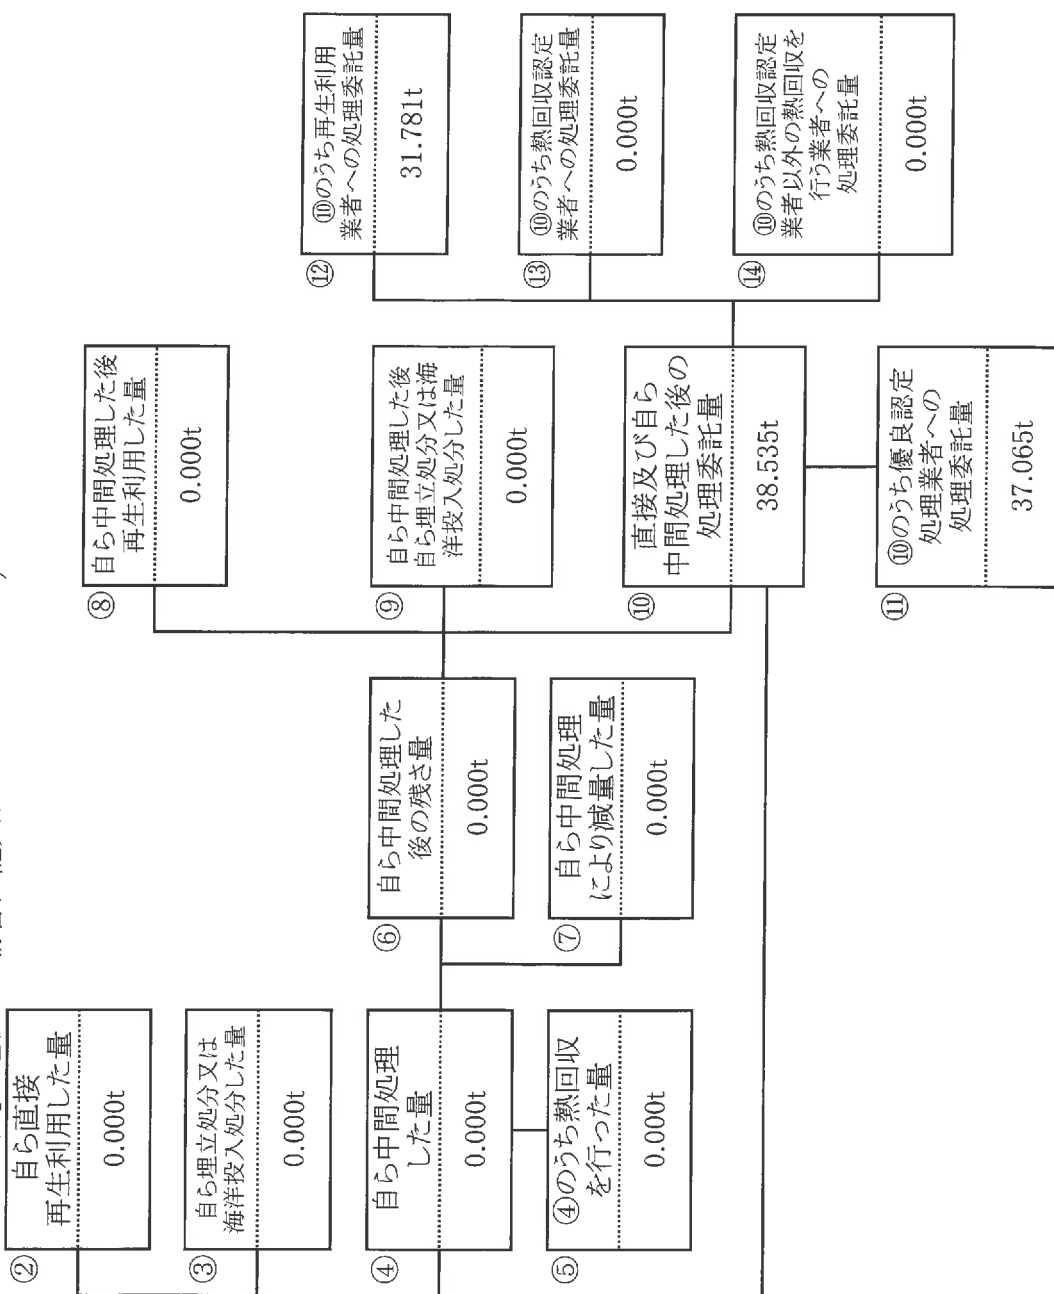 ②
自ら直接
再生利用した量
0.000t
③
自ら埋立処分又は
海洋投入処分した量
0.000t
④
自ら中間処理
した量
0.000t
⑤
④のうち熱回収
を行った量
0.000t
⑥
自ら中間処理した
後の残さ量
0.000t
⑦
自ら中間処理
により減量した量
0.000t
⑧
自ら中間処理した後
再生利用した量
0.000t
⑨
自ら中間処理した後
自ら埋立処分又は海
洋投入処分した量
0.000t
⑩
直接及び自ら
中間処理した後の
処理委託量
38.535t
⑪
⑩のうち優良認定
処理業者への
処理委託量
37.065t
⑫
⑩のうち再生利用
業者への処理委託量
31.781t
⑬
⑩のうち熱回収認定
業者への処理委託量
0.000t
⑭
⑩のうち熱回収認定
業者以外の熱回収を
行う業者への
処理委託量
0.000t